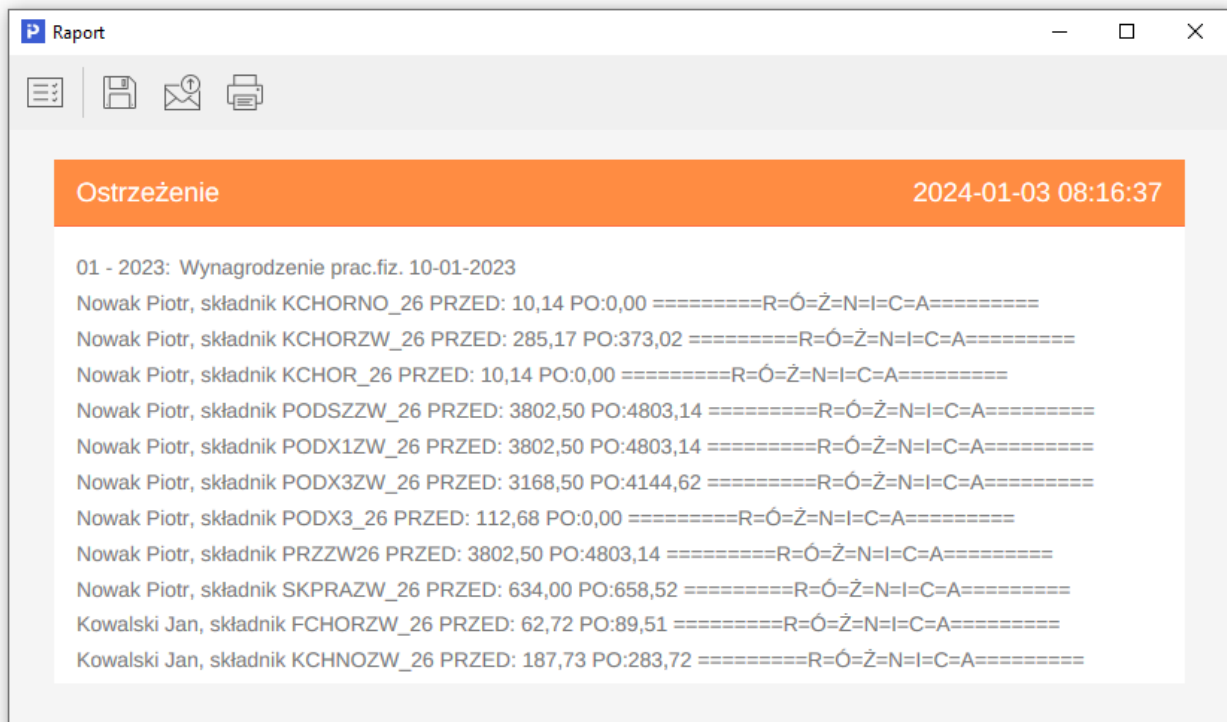 Raport
Ostrzeżenie 2024-01-03 08:16:37
01 - 2023: Wynagrodzenie prac.fiz. 10-01-2023
Nowak Piotr, składnik KCHORNO_26 PRZED: 10,14 PO:0,00 =========R=Ó=Ż=N=I=C=A=========
Nowak Piotr, składnik KCHORZW_26 PRZED: 285,17 PO:373,02 =========R=Ó=Ż=N=I=C=A=========
Nowak Piotr, składnik KCHOR_26 PRZED: 10,14 PO:0,00 =========R=Ó=Ż=N=I=C=A=========
Nowak Piotr, składnik PODSZZW_26 PRZED: 3802,50 PO:4803,14 =========R=Ó=Ż=N=I=C=A=========
Nowak Piotr, składnik PODX1ZW_26 PRZED: 3802,50 PO:4803,14 =========R=Ó=Ż=N=I=C=A=========
Nowak Piotr, składnik PODX3ZW_26 PRZED: 3168,50 PO:4144,62 =========R=Ó=Ż=N=I=C=A=========
Nowak Piotr, składnik PODX3_26 PRZED: 112,68 PO:0,00 =========R=Ó=Ż=N=I=C=A=========
Nowak Piotr, składnik PRZZW26 PRZED: 3802,50 PO:4803,14 =========R=Ó=Ż=N=I=C=A=========
Nowak Piotr, składnik SKPRAZW_26 PRZED: 634,00 PO:658,52 =========R=Ó=Ż=N=I=C=A=========
Kowalski Jan, składnik FCHORZW_26 PRZED: 62,72 PO:89,51 =========R=Ó=Ż=N=I=C=A=========
Kowalski Jan, składnik KCHNOZW_26 PRZED: 187,73 PO:283,72 =========R=Ó=Ż=N=I=C=A=========